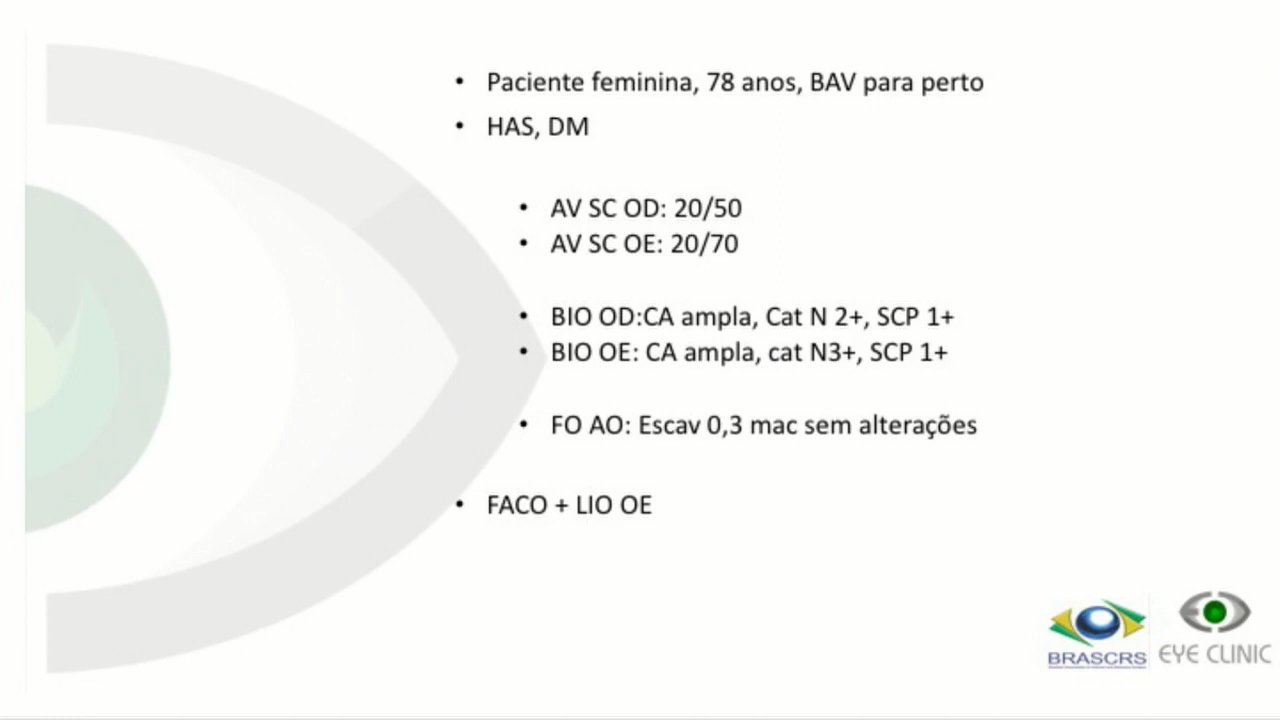 • Paciente feminina, 78 anos, BAV para perto
• HAS, DM
• AV SC OD: 20/50
• AV SC OE: 20/70
• BIO OD:CA ampla, Cat N 2+, SCP 1+
• BIO OE: CA ampla, cat N3+, SCP 1+
• FO AO: Escav 0,3 mac sem alterações
• FACO + LIO OE
BRASCRS
EYE CLINIC